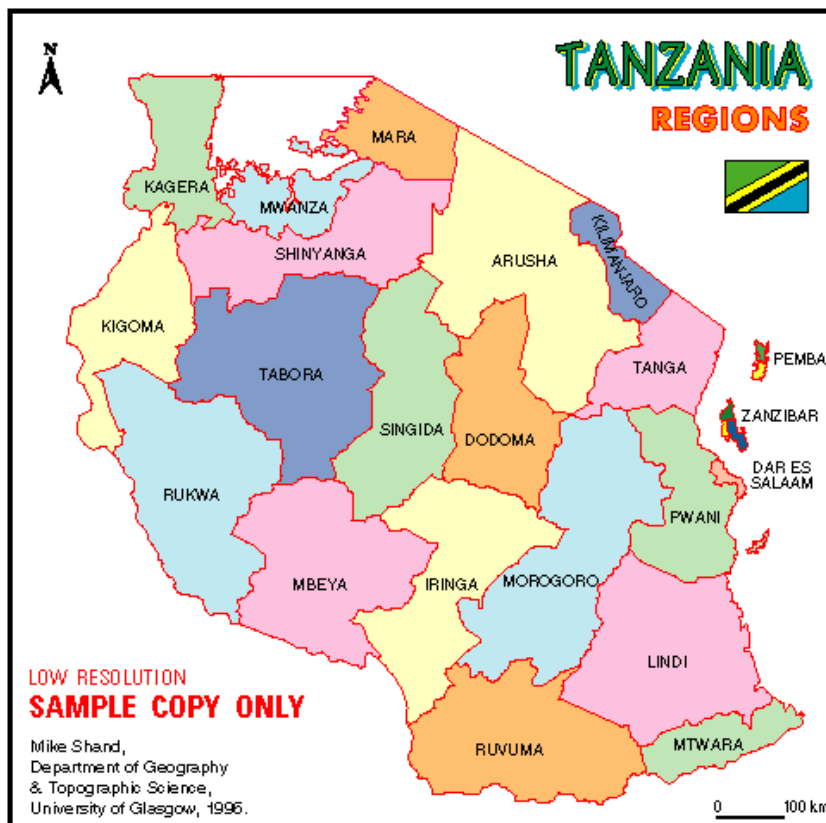 N
TANZANIA
REGIONS
MARA
KAGERA
MWANZA
SHINYANGA
ARUSHA
KILIMANJARO
KIGOMA
TABORA
TANGA
PEMBA
SINGIDA
DODOMA
ZANZIBAR
DAR ES
SALAAM
RUKWA
PWANI
MBEYA
IRINGA
MOROGORO
LINDI
LOW RESOLUTION
SAMPLE COPY ONLY
RUVUMA
MTWARA
Mike Shand,
Department of Geography
& Topographic Science,
University of Glasgow, 1996.
0 100 km